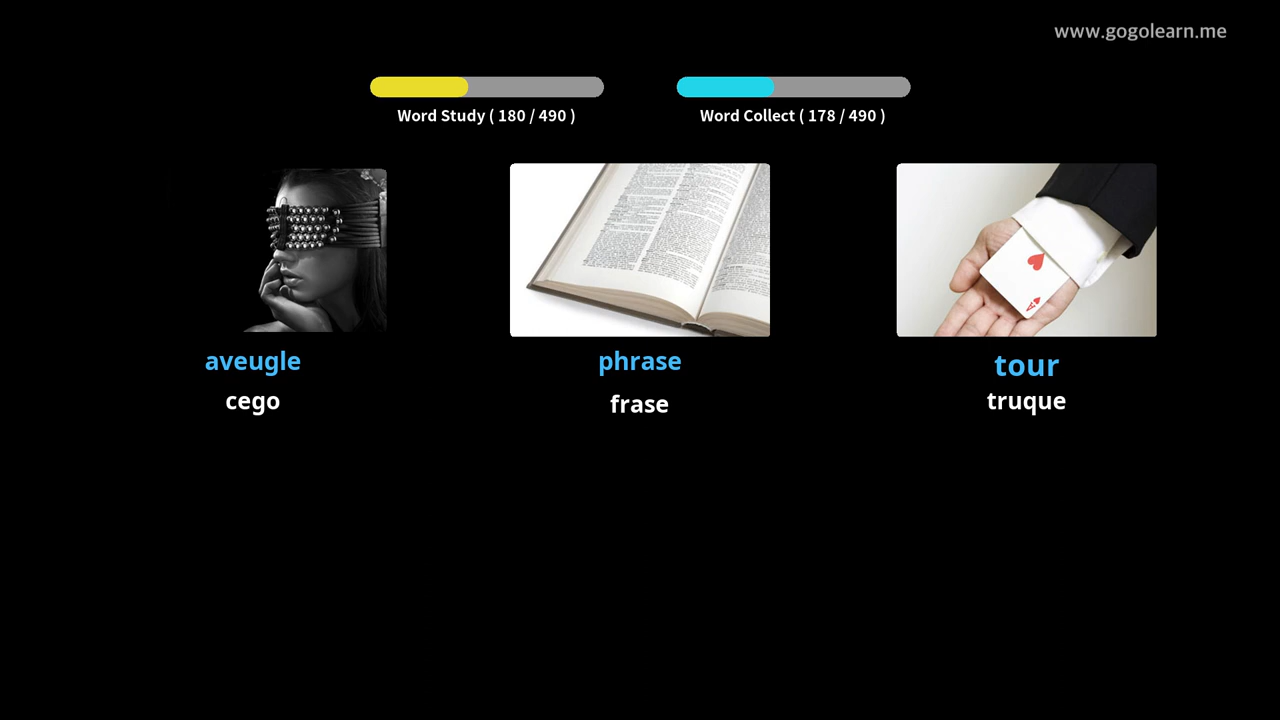 www.gogolearn.me
Word Study ( 180 / 490 )
Word Collect ( 178 / 490 )
aveugle
cego
phrase
frase
tour
truque